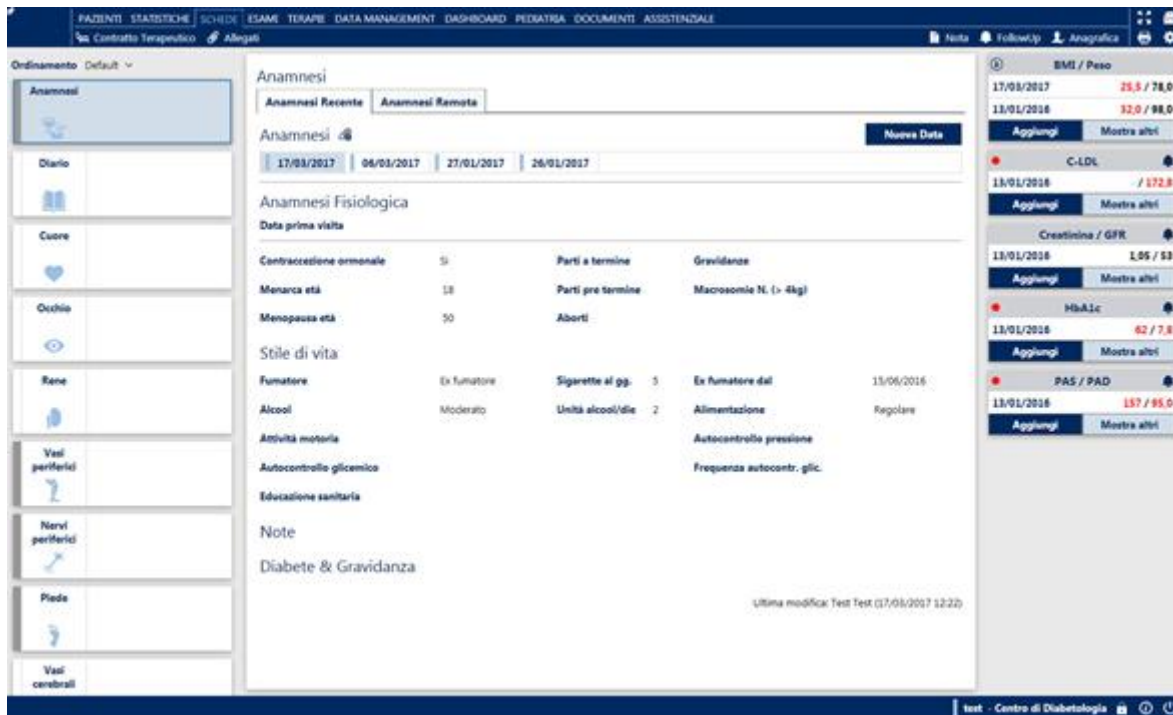 PAZIENTI STATISTICHE SCHEDE ESAMI TERAPIE DATA MANAGEMENT DASHBOARD PEDIATRIA DOCUMENTI ASSISTENZIALE
Contratto Terapeutico Allegati Nota FollowUp Anagrafica
Ordinamento Default
Anamnesi
Diario
Cuore
Occhio
Rene
Vasi
periferici
Nervi
periferici
Piede
Vasi
cerebrali
Anamnesi
Anamnesi Recente Anamnesi Remota
Anamnesi Nuova Data
17/03/2017 06/03/2017 27/01/2017 26/01/2017
Anamnesi Fisiologica
Data prima visita
Contraccezione ormonale Si Parti a termine Gravidanze
Menarca età 18 Parti pre termine Macrosomie N. (> 4kg)
Menopausa età 50 Aborti
Stile di vita
Fumatore Ex fumatore Sigarette al gg. 5 Ex fumatore dal 15/06/2016
Alcool Moderato Unità alcool/die 2 Alimentazione Regolare
Attività motoria Autocontrollo pressione
Autocontrollo glicemico Frequenza autocontr. glic.
Educazione sanitaria
Note
Diabete & Gravidanza
Ultima modifica: Test Test (17/03/2017 12:22)
BMI / Peso
17/03/2017 25,5 / 78,0
13/01/2016 32,0 / 98,0
Aggiungi Mostra altri
C-LDL
13/01/2016 / 172,8
Aggiungi Mostra altri
Creatinina / GFR
13/01/2016 1,05 / 53
Aggiungi Mostra altri
HbA1c
13/01/2016 62 / 7,8
Aggiungi Mostra altri
PAS / PAD
13/01/2016 157 / 95,0
Aggiungi Mostra altri
test - Centro di Diabetologia